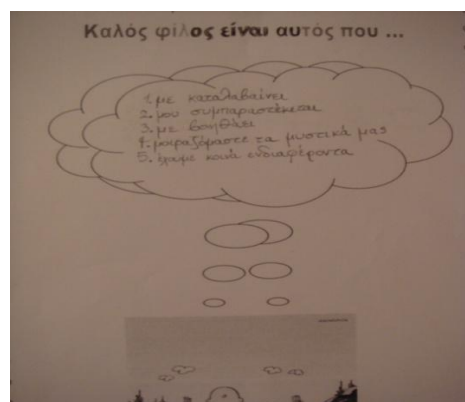 Καλός φίλος είναι αυτός που ...
1. με καταλαβαίνει
2. μου συμπαραστέκεται
3. με βοηθάει
4. μοιραζόμαστε τα μυστικά μας
5. έχουμε κοινά ενδιαφέροντα